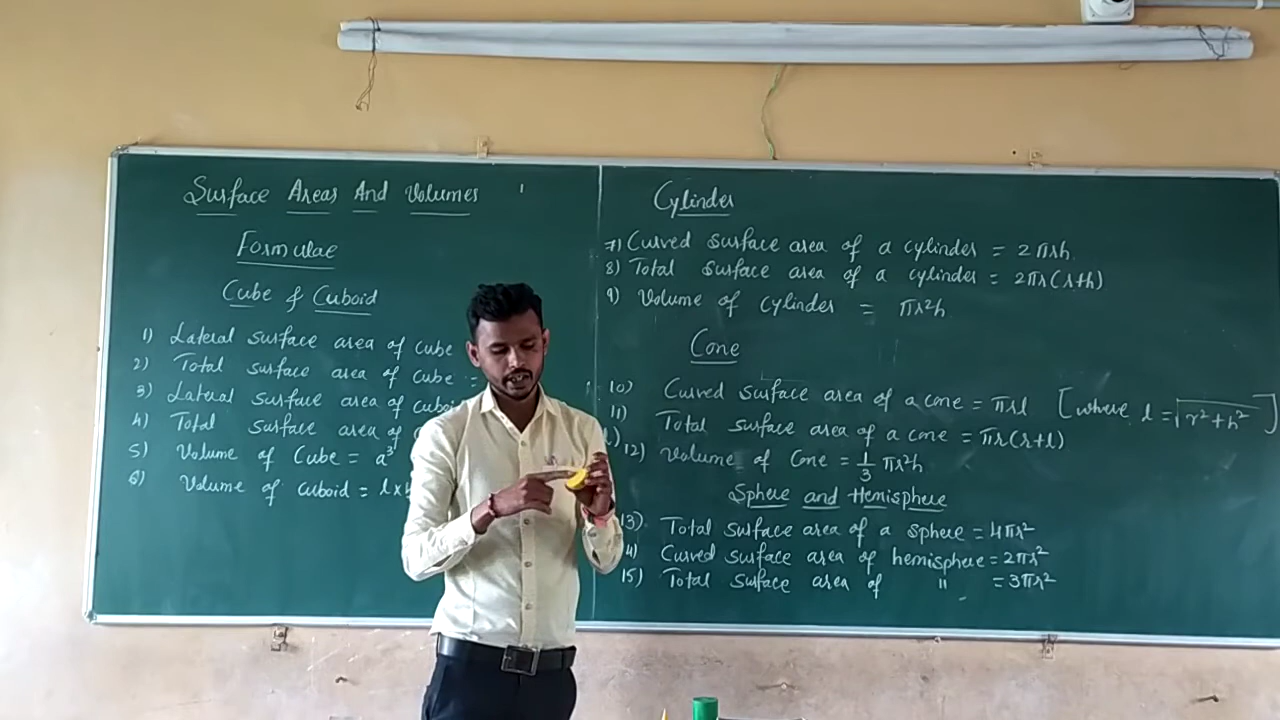 Surface Areas And Volumes
Formulae
Cube & Cuboid
1) Lateral surface area of cube
2) Total surface area of cube =
3) Lateral surface area of
4) Total surface area of
5) Volume of Cube = a³
6) Volume of cuboid = l×
Cylinder
7) Curved surface area of a cylinder = 2πrh
8) Total surface area of a cylinder = 2πr(r+h)
9) Volume of cylinder = πr²h
Cone
10) Curved surface area of a cone = πrl [where l = √r²+h²]
11) Total surface area of a cone = πr(r+l)
12) Volume of Cone = 1/3 πr²h
Sphere and Hemisphere
13) Total surface area of a sphere = 4πr²
4) Curved surface area of hemisphere = 2πr²
15) Total surface area of " = 3πr²